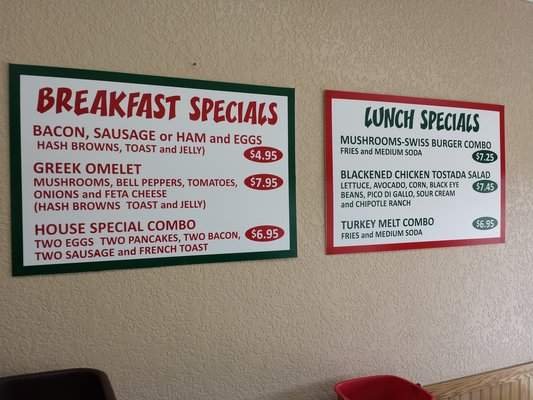 BREAKFAST SPECIALS
BACON, SAUSAGE or HAM and EGGS
HASH BROWNS, TOAST and JELLY)
$4.95
GREEK OMELET
$7.95
MUSHROOMS, BELL PEPPERS, TOMATOES,
ONIONS and FETA CHEESE
(HASH BROWNS TOAST and JELLY)
HOUSE SPECIAL COMBO
$6.95
TWO EGGS TWO PANCAKES, TWO BACON,
TWO SAUSAGE and FRENCH TOAST
LUNCH SPECIALS
MUSHROOMS-SWISS BURGER COMBO
FRIES and MEDIUM SODA
$7.25
BLACKENED CHICKEN TOSTADA SALAD
$7.45
LETTUCE, AVOCADO, CORN, BLACK EYE
BEANS, PICO DI GALLO, SOUR CREAM
and CHIPOTLE RANCH
TURKEY MELT COMBO
$6.95
FRIES and MEDIUM SODA